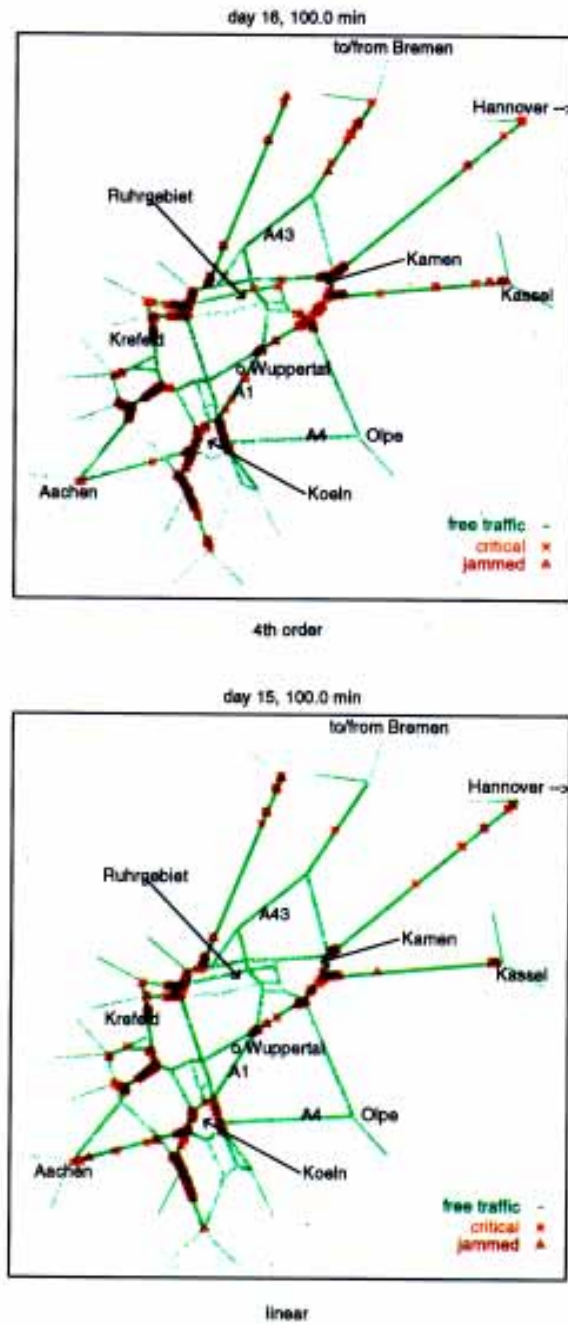 day 16, 100.0 min
to/from Bremen
Hannover -->
Ruhrgebiet
A43
Kamen
Kassel
Krefeld
Wuppertal
A1
A4
Olpe
Aachen
Koeln
free traffic
critical
jammed
4th order
day 15, 100.0 min
to/from Bremen
Hannover -->
Ruhrgebiet
A43
Kamen
Kassel
Krefeld
Wuppertal
A1
A4
Olpe
Aachen
Koeln
free traffic
critical
jammed
linear